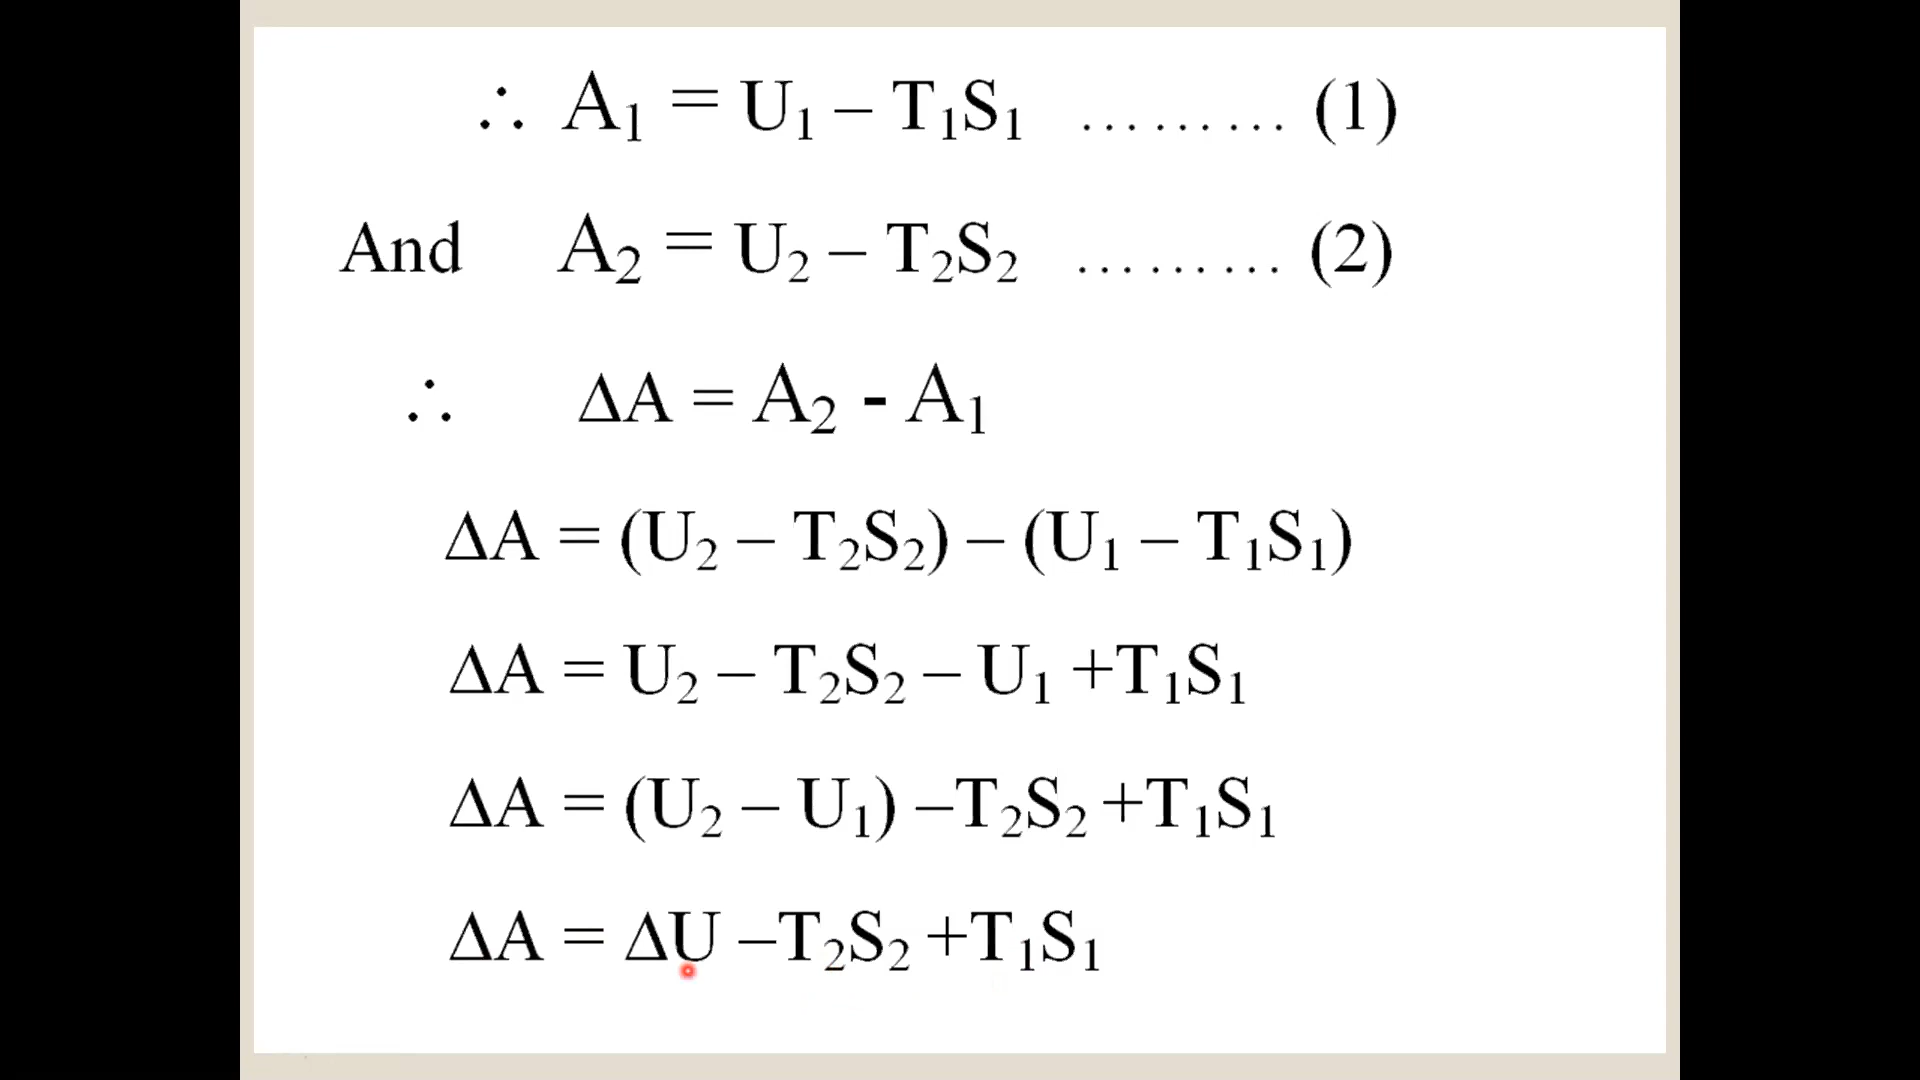 ∴ A₁ = U₁ – T₁S₁ ……… (1)
And A₂ = U₂ – T₂S₂ ……… (2)
∴ ΔA = A₂ - A₁
ΔA = (U₂ – T₂S₂) – (U₁ – T₁S₁)
ΔA = U₂ – T₂S₂ – U₁ +T₁S₁
ΔA = (U₂ – U₁) –T₂S₂ +T₁S₁
ΔA = ΔU –T₂S₂ +T₁S₁